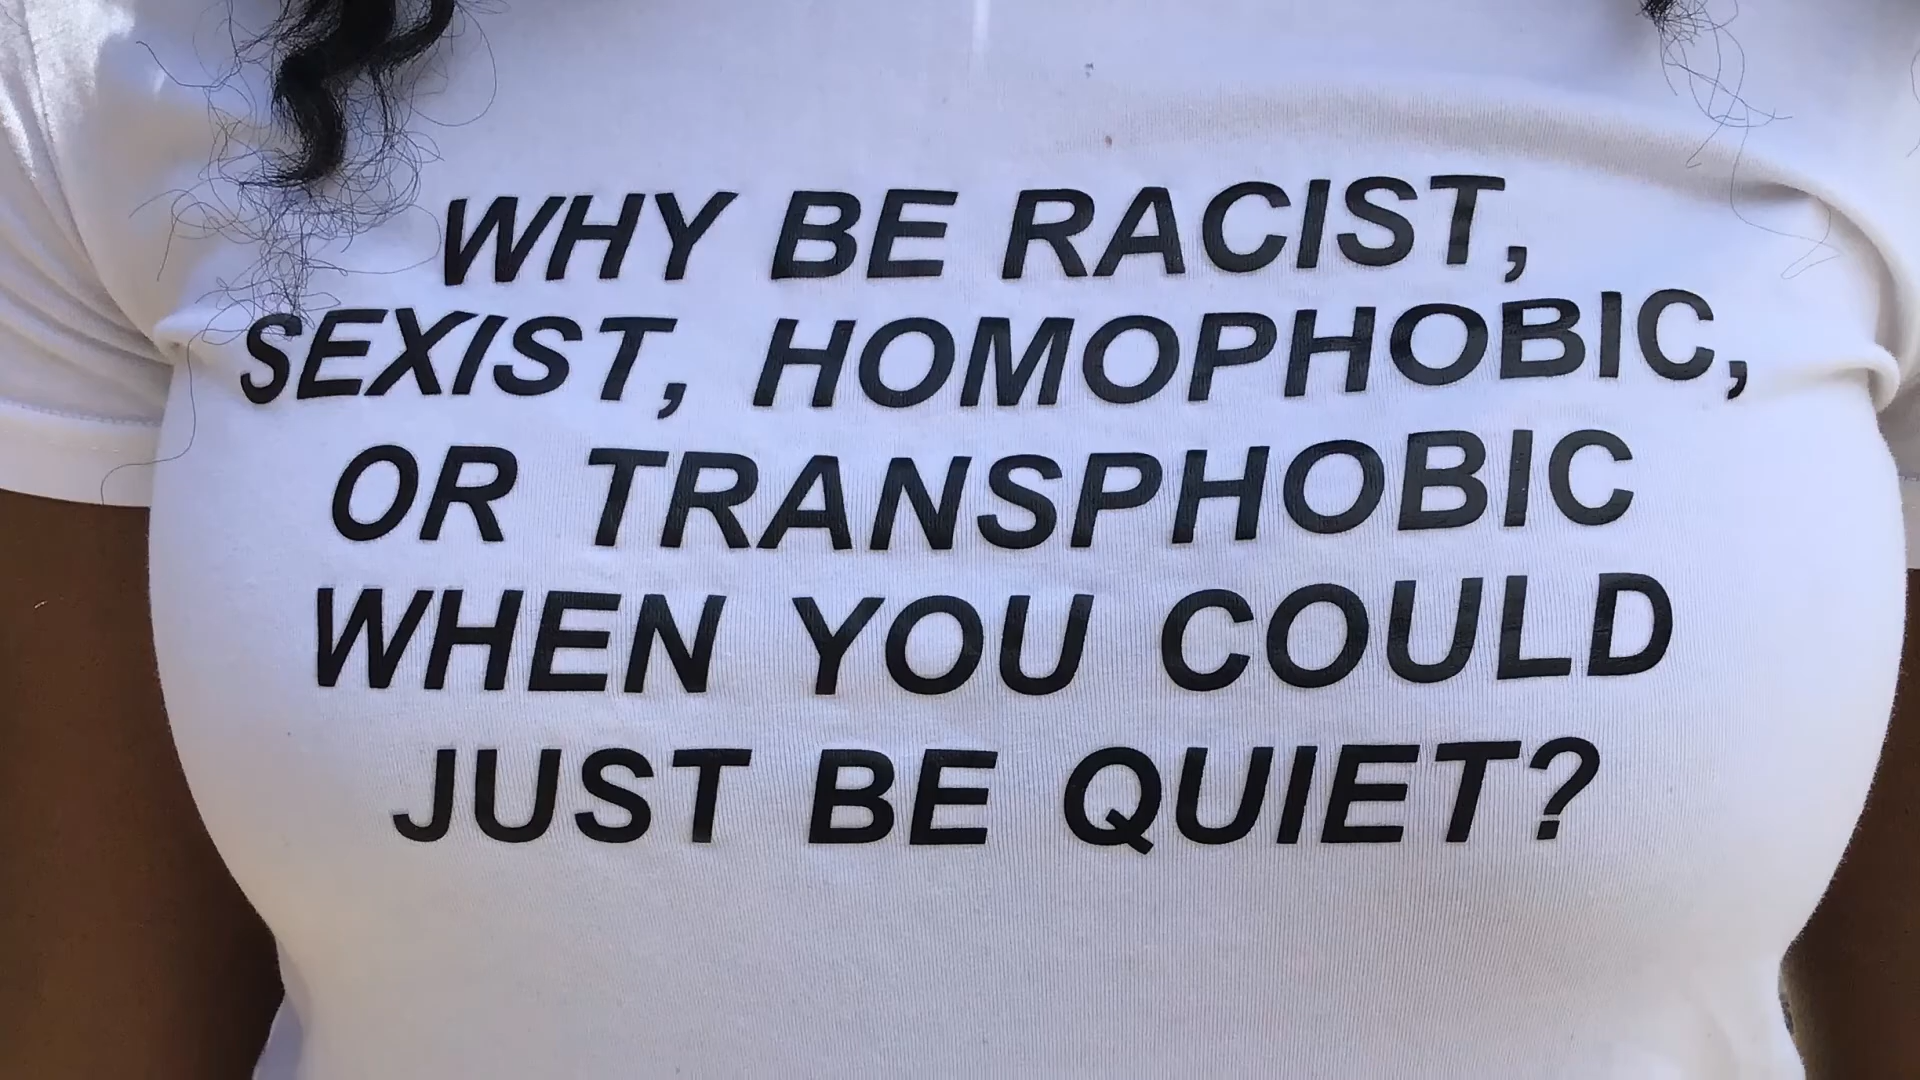 WHY BE RACIST,
SEXIST, HOMOPHOBIC,
OR TRANSPHOBIC
WHEN YOU COULD
JUST BE QUIET?